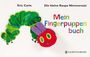 Eric Carle
Die kleine Raupe Nimmersatt
Mein
Fingerpuppen
buch